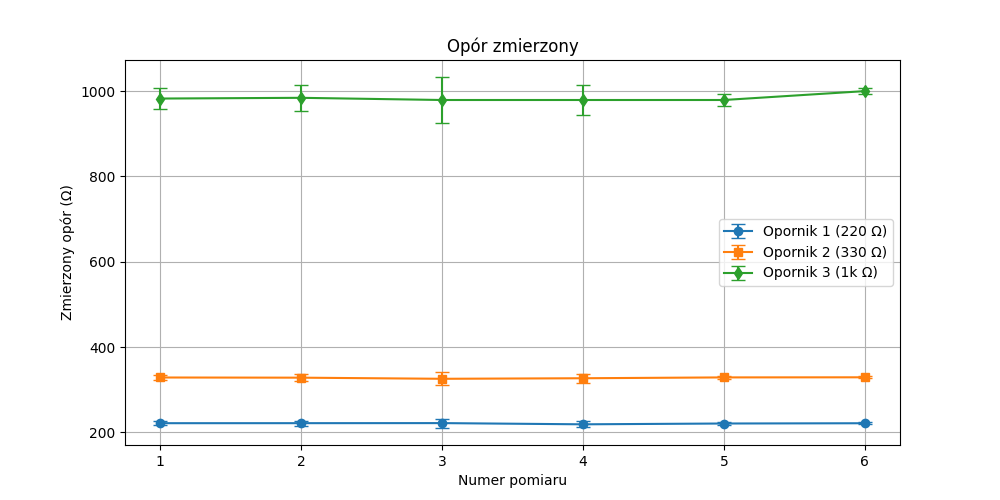 Opór zmierzony
1000
800
600
400
200
Zmierzony opór (Ω)
Opornik 1 (220 Ω)
Opornik 2 (330 Ω)
Opornik 3 (1k Ω)
1 2 3 4 5 6
Numer pomiaru